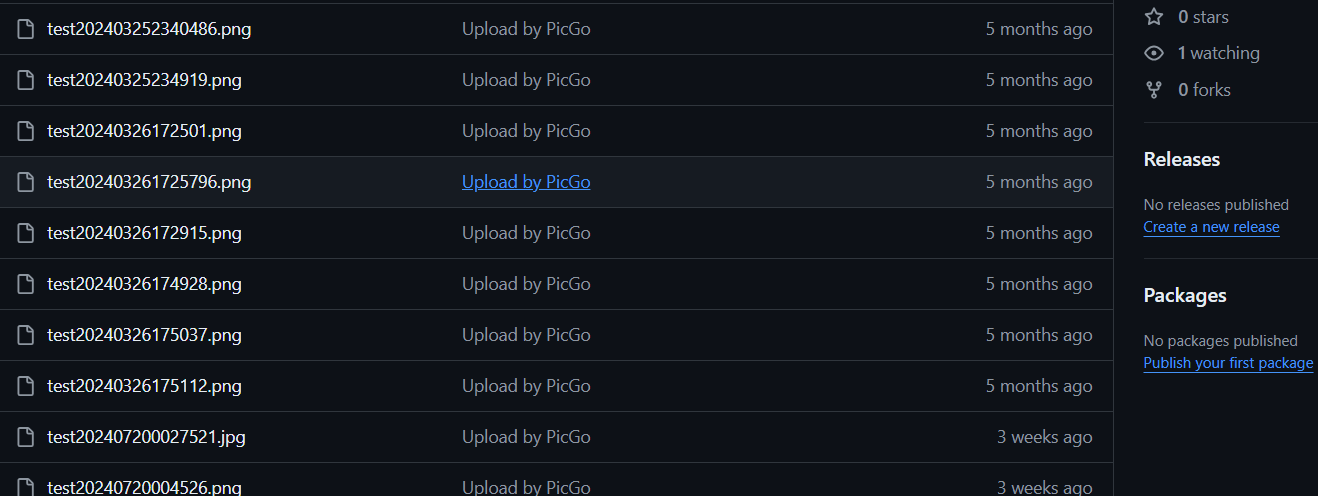 test202403252340486.png Upload by PicGo 5 months ago
test20240325234919.png Upload by PicGo 5 months ago
test20240326172501.png Upload by PicGo 5 months ago
test202403261725796.png Upload by PicGo 5 months ago
test20240326172915.png Upload by PicGo 5 months ago
test20240326174928.png Upload by PicGo 5 months ago
test20240326175037.png Upload by PicGo 5 months ago
test20240326175112.png Upload by PicGo 5 months ago
test202407200027521.jpg Upload by PicGo 3 weeks ago
test20240720004526.png Upload by PicGo 3 weeks ago
0 stars
1 watching
0 forks
Releases
No releases published
Create a new release
Packages
No packages published
Publish your first package